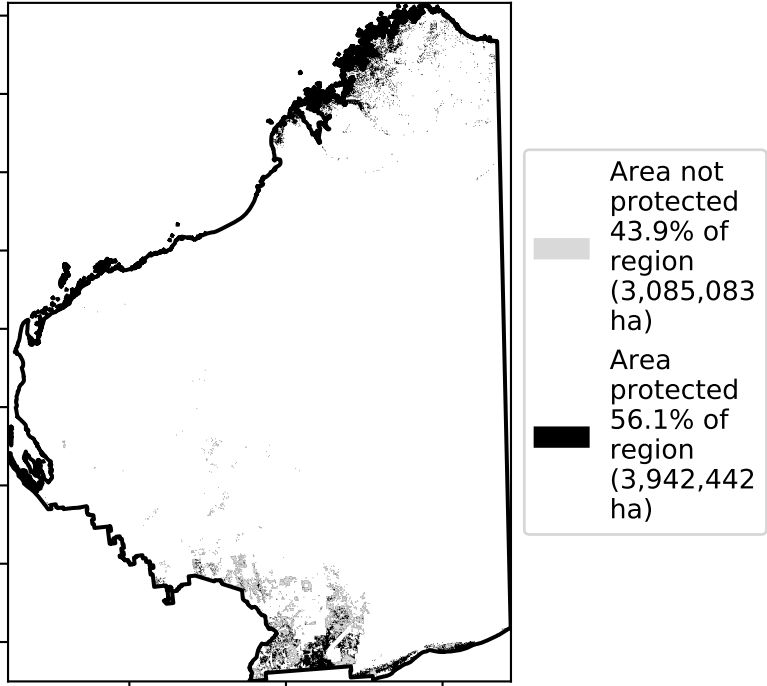 Area not
protected
43.9% of
region
(3,085,083
ha)
Area
protected
56.1% of
region
(3,942,442
ha)